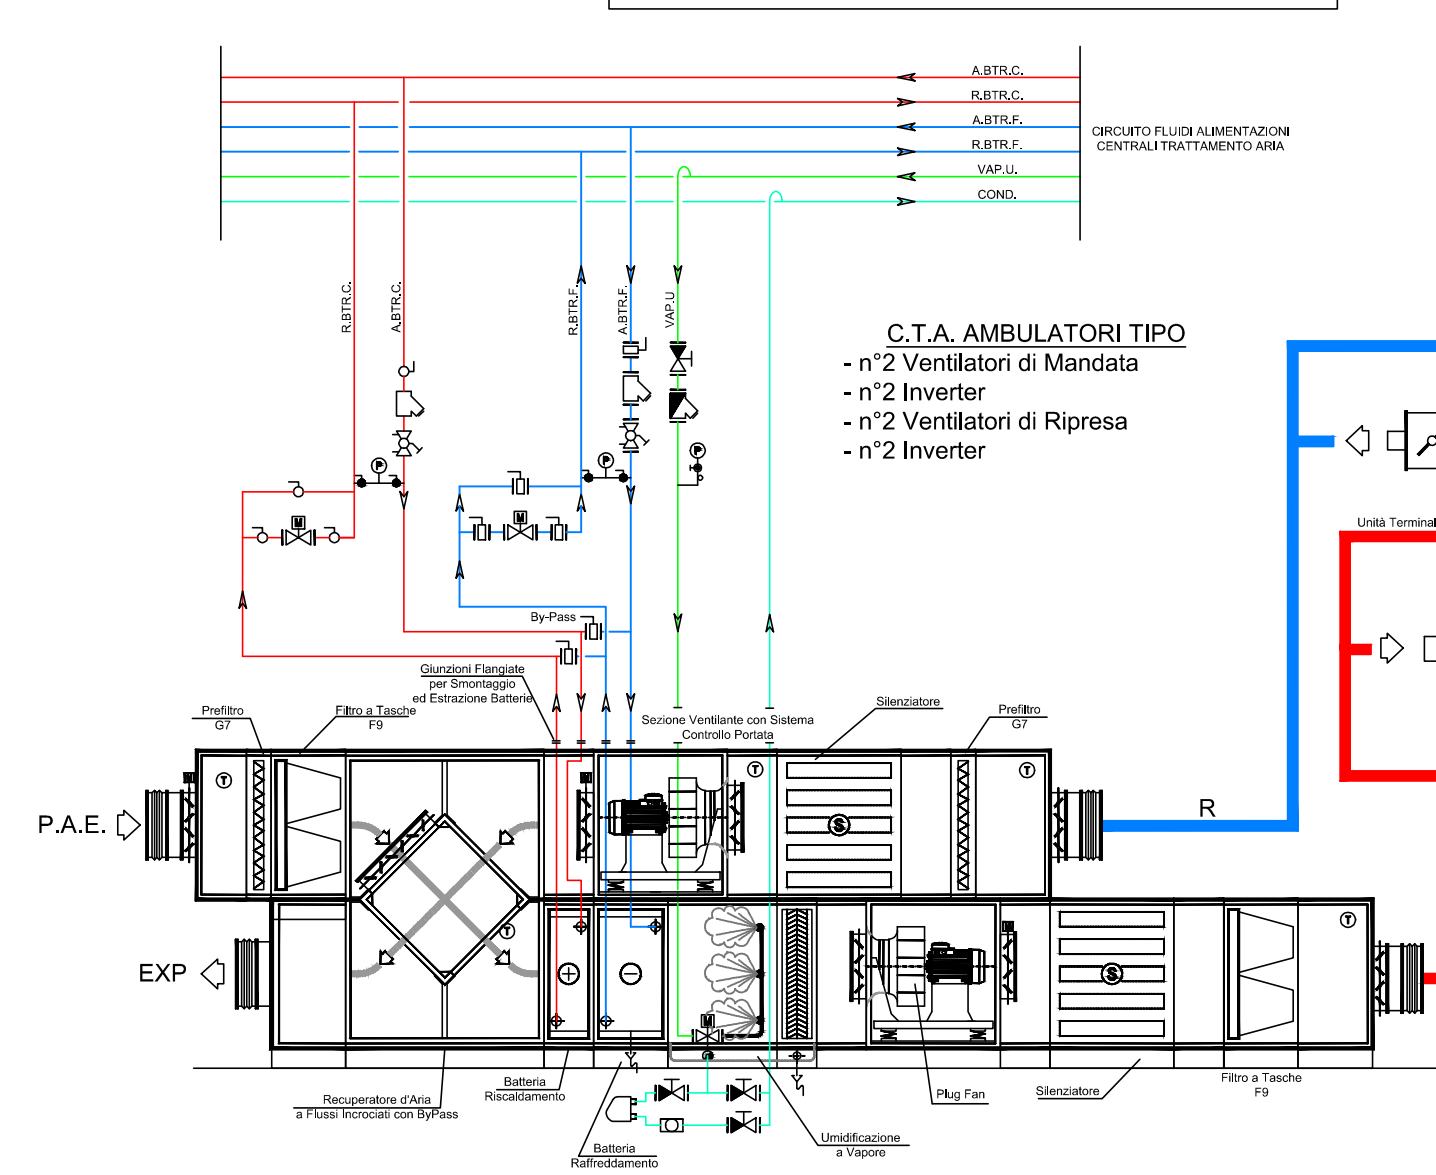 A.BTR.C.
R.BTR.C.
A.BTR.F.
R.BTR.F.
VAP.U.
COND.
CIRCUITO FLUIDI ALIMENTAZIONI
CENTRALI TRATTAMENTO ARIA
R.BTR.C.
A.BTR.C.
R.BTR.F.
A.BTR.F.
VAP.U
C.T.A. AMBULATORI TIPO
- n°2 Ventilatori di Mandata
- n°2 Inverter
- n°2 Ventilatori di Ripresa
- n°2 Inverter
P
P
P
M
M
Unità Terminal
By-Pass
Giunzioni Flangiate
per Smontaggio
ed Estrazione Batterie
Prefiltro
G7
Filtro a Tasche
F9
Sezione Ventilante con Sistema
Controllo Portata
Silenziatore
Prefiltro
G7
M
T
M
T
T
M
P.A.E.
S
R
T
M
T
EXP
S
M
Batteria
Riscaldamento
Recuperatore d'Aria
a Flussi Incrociati con ByPass
Batteria
Raffreddamento
Umidificazione
a Vapore
Plug Fan
Silenziatore
Filtro a Tasche
F9